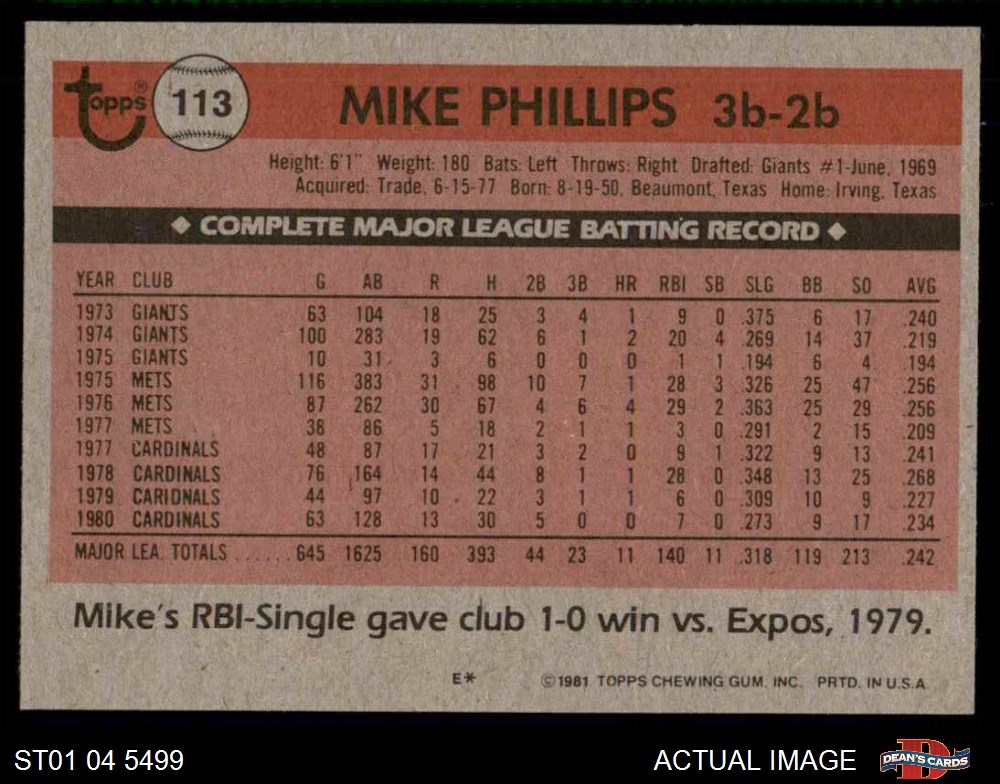 Topps® 113 MIKE PHILLIPS 3b-2b
Height: 6'1" Weight: 180 Bats: Left Throws: Right Drafted: Giants #1-June, 1969
Acquired: Trade, 6-15-77 Born: 8-19-50, Beaumont, Texas Home: Irving, Texas
◆ COMPLETE MAJOR LEAGUE BATTING RECORD ◆
YEAR CLUB G AB R H 2B 3B HR RBI SB SLG BB SO AVG
1973 GIANTS 63 104 18 25 3 4 1 9 0 .375 6 17 .240
1974 GIANTS 100 283 19 62 6 1 2 20 4 .269 14 37 .219
1975 GIANTS 10 31 3 6 0 0 0 1 1 .194 6 4 .194
1975 METS 116 383 31 98 10 7 1 28 3 .326 25 47 .256
1976 METS 87 262 30 67 4 6 4 29 2 .363 25 29 .256
1977 METS 38 86 5 18 2 1 1 3 0 .291 2 15 .209
1977 CARDINALS 48 87 17 21 3 2 0 9 1 .322 9 13 .241
1978 CARDINALS 76 164 14 44 8 1 1 28 0 .348 13 25 .268
1979 CARIDNALS 44 97 10 22 3 1 1 6 0 .309 10 9 .227
1980 CARDINALS 63 128 13 30 5 0 0 7 0 .273 9 17 .234
MAJOR LEA. TOTALS ...... 645 1625 160 393 44 23 11 140 11 .318 119 213 .242
Mike's RBI-Single gave club 1-0 win vs. Expos, 1979.
E* ©1981 TOPPS CHEWING GUM, INC. PRTD. IN U.S.A.
ST01 04 5499 ACTUAL IMAGE D DEAN'S CARDS